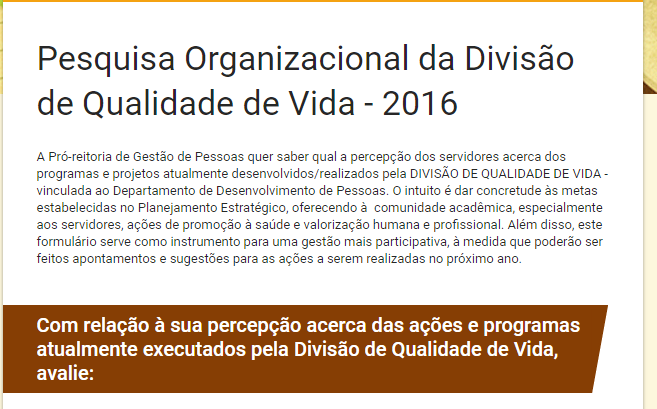 Pesquisa Organizacional da Divisão
de Qualidade de Vida - 2016
A Pró-reitoria de Gestão de Pessoas quer saber qual a percepção dos servidores acerca dos
programas e projetos atualmente desenvolvidos/realizados pela DIVISÃO DE QUALIDADE DE VIDA -
vinculada ao Departamento de Desenvolvimento de Pessoas. O intuito é dar concretude às metas
estabelecidas no Planejamento Estratégico, oferecendo à  comunidade acadêmica, especialmente
aos servidores, ações de promoção à saúde e valorização humana e profissional. Além disso, este
formulário serve como instrumento para uma gestão mais participativa, à medida que poderão ser
feitos apontamentos e sugestões para as ações a serem realizadas no próximo ano.
Com relação à sua percepção acerca das ações e programas
atualmente executados pela Divisão de Qualidade de Vida,
avalie: